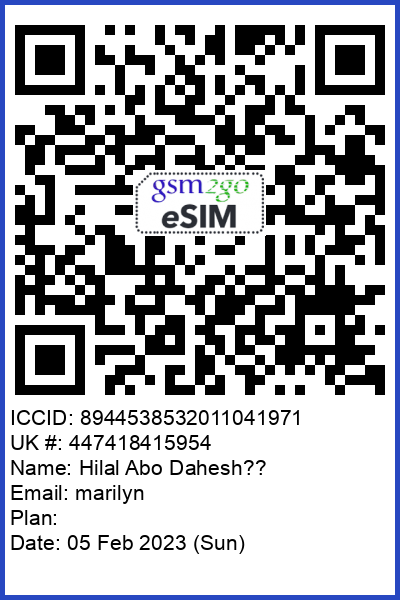 gsm2go
eSIM
ICCID: 8944538532011041971
UK #: 447418415954
Name: Hilal Abo Dahesh??
Email: marilyn
Plan:
Date: 05 Feb 2023 (Sun)